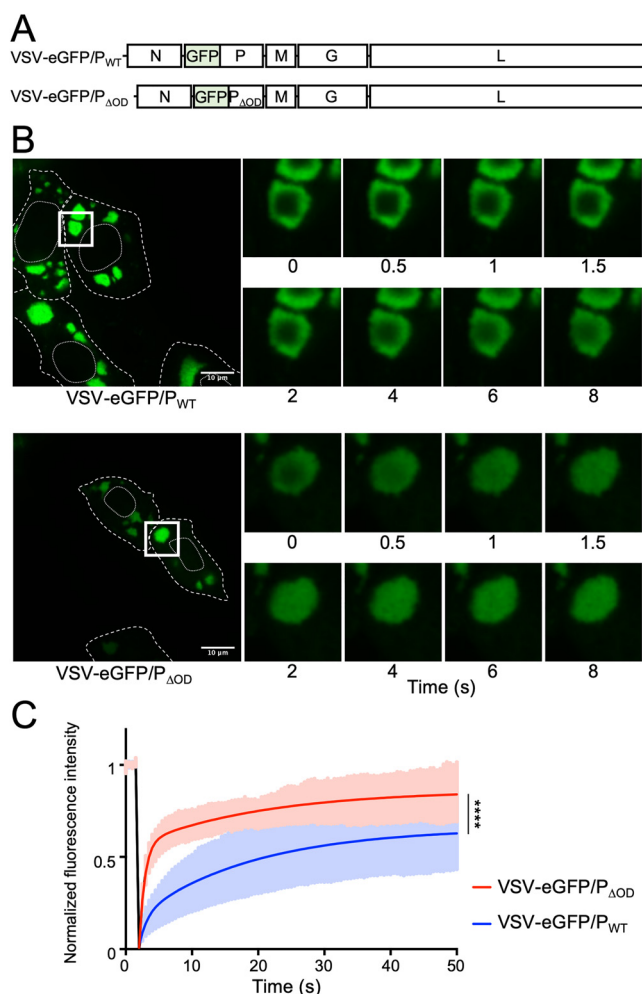 A
VSV-eGFP/PWT N GFP P M G L
VSV-eGFP/PΔOD N GFP PΔOD M G L
B
0 0.5 1 1.5
10 μm
VSV-eGFP/PWT
2 4 6 8
0 0.5 1 1.5
10 μm
VSV-eGFP/PΔOD
2 4 6 8
Time (s)
C
Normalized fluorescence intensity
1
0.5
0
0 10 20 30 40 50
Time (s)
****
VSV-eGFP/PΔOD
VSV-eGFP/PWT